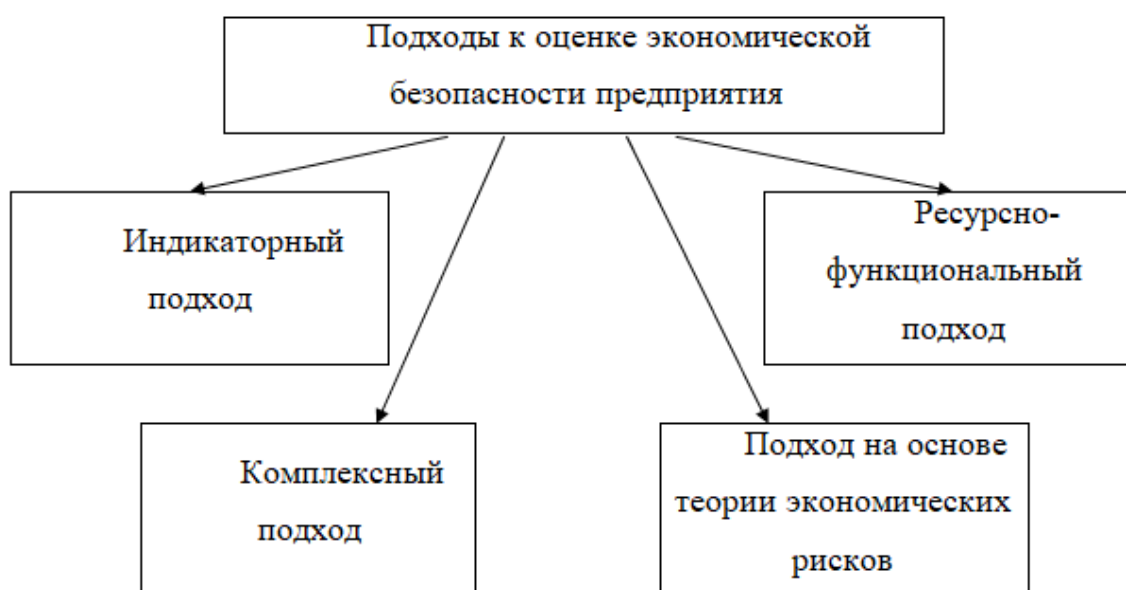 Подходы к оценке экономической
безопасности предприятия
Индикаторный
подход
Ресурсно-
функциональный
подход
Комплексный
подход
Подход на основе
теории экономических
рисков